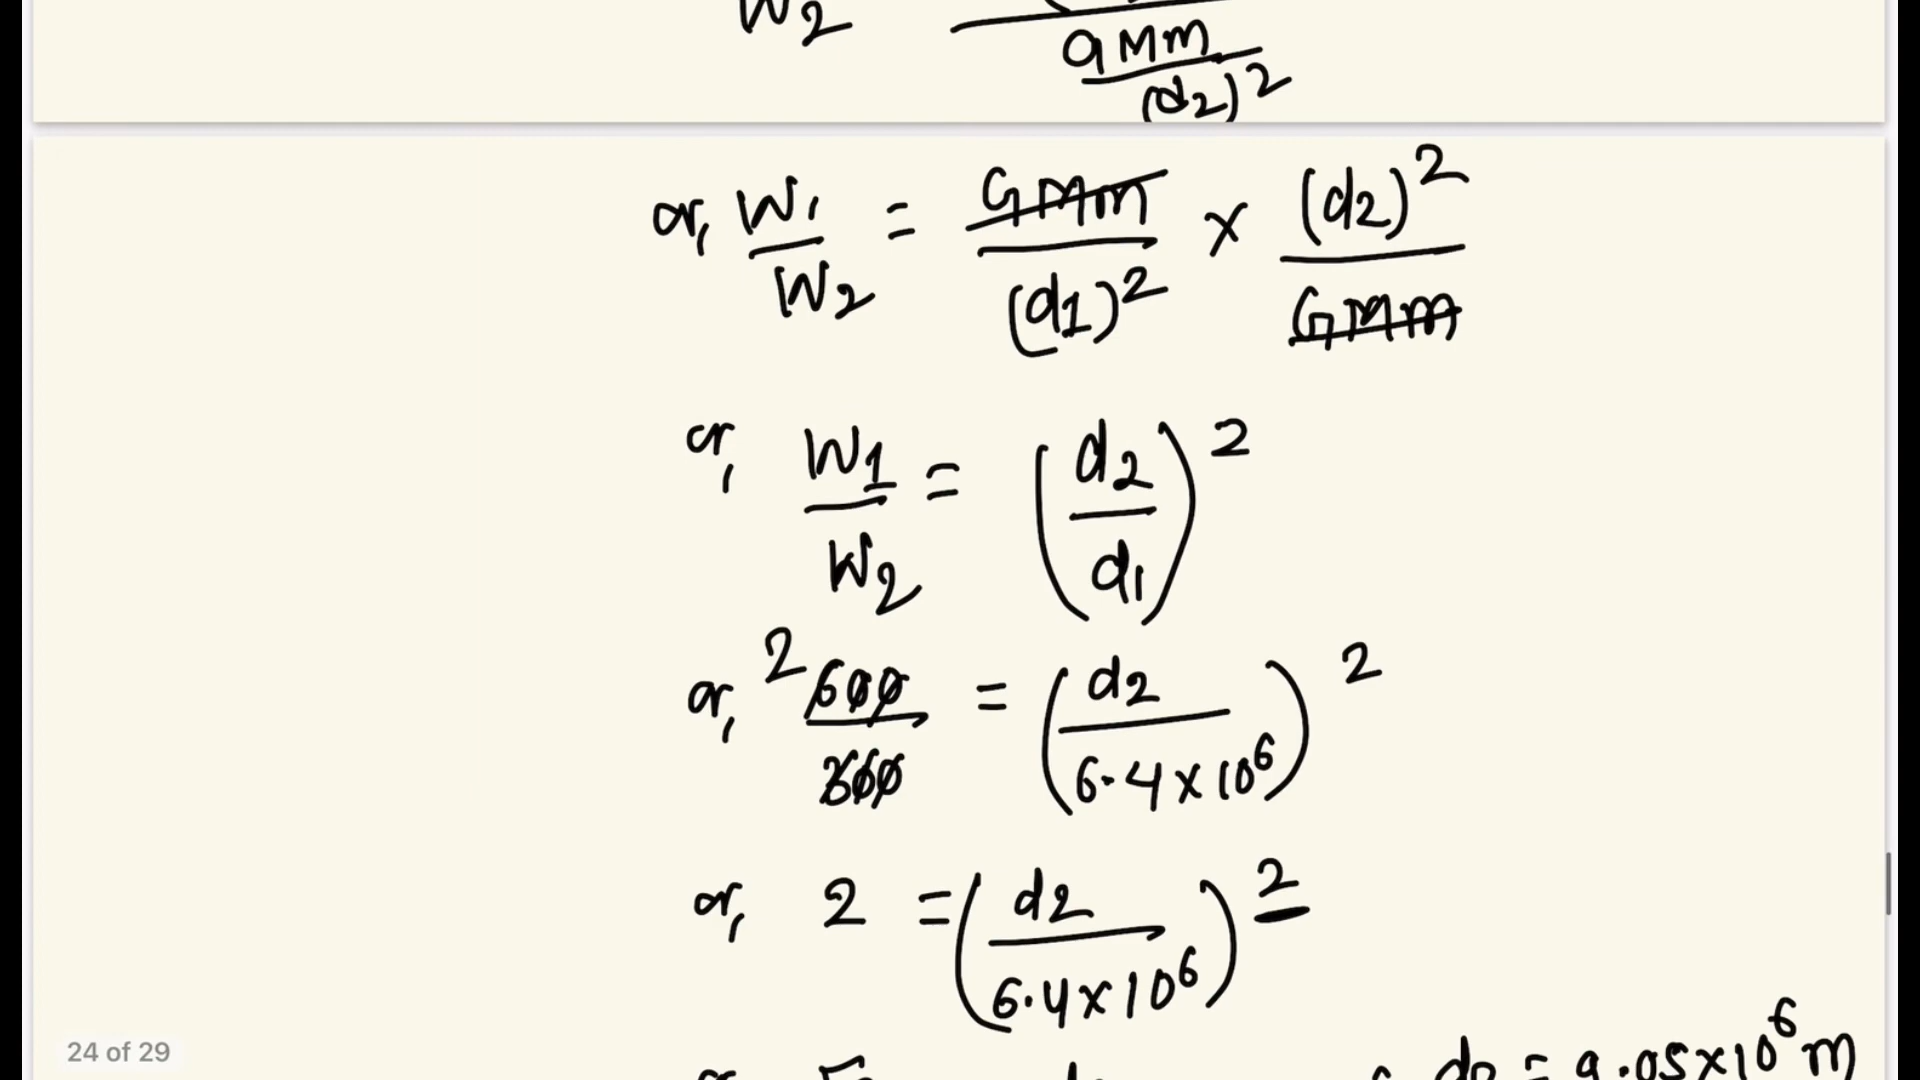 W2
GMm
(d2)²
or, W1/W2 = GMm/(d1)² × (d2)²/GMm
or, W1/W2 = (d2/d1)²
or, 2 600/300 = (d2/6.4×10⁶)²
or, 2 = (d2/6.4×10⁶)²
d2 = 9.05×10⁶m
24 of 29